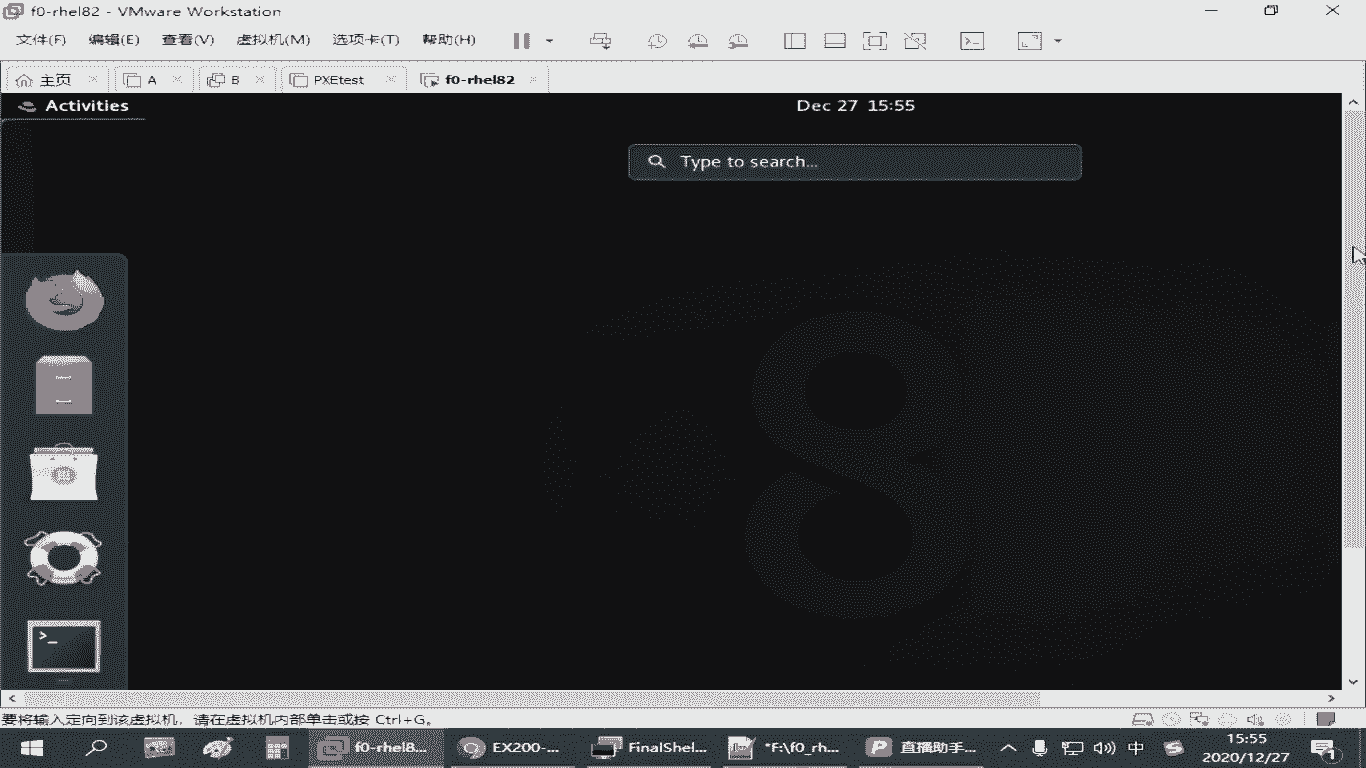 f0-rhel82 - VMware Workstation
文件(F) 编辑(E) 查看(V) 虚拟机(M) 选项卡(T) 帮助(H)
主页 A B PXEtest f0-rhel82
Activities Dec 27 15:55
Type to search...
要将输入定向到该虚拟机，请在虚拟机内部单击或按 Ctrl+G。
f0-rhel8... EX200-... FinalShel... *F:\f0_rh... 直播助手... 中 15:55
2020/12/27 1